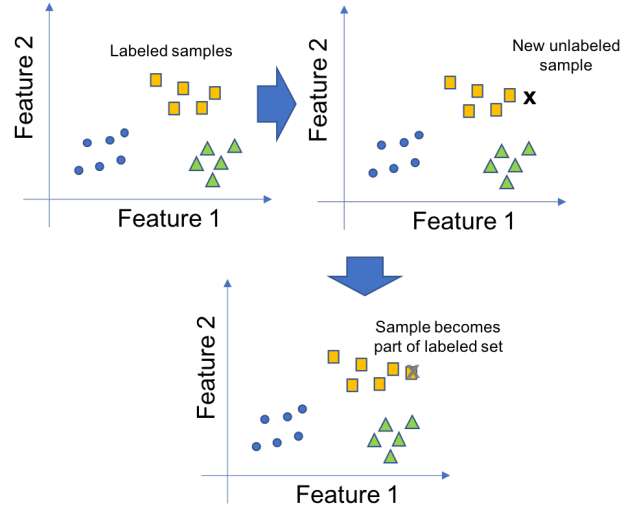 Feature 2
Labeled samples
Feature 1
Feature 2
New unlabeled
sample
x
Feature 1
Feature 2
Sample becomes
part of labeled set
x
Feature 1